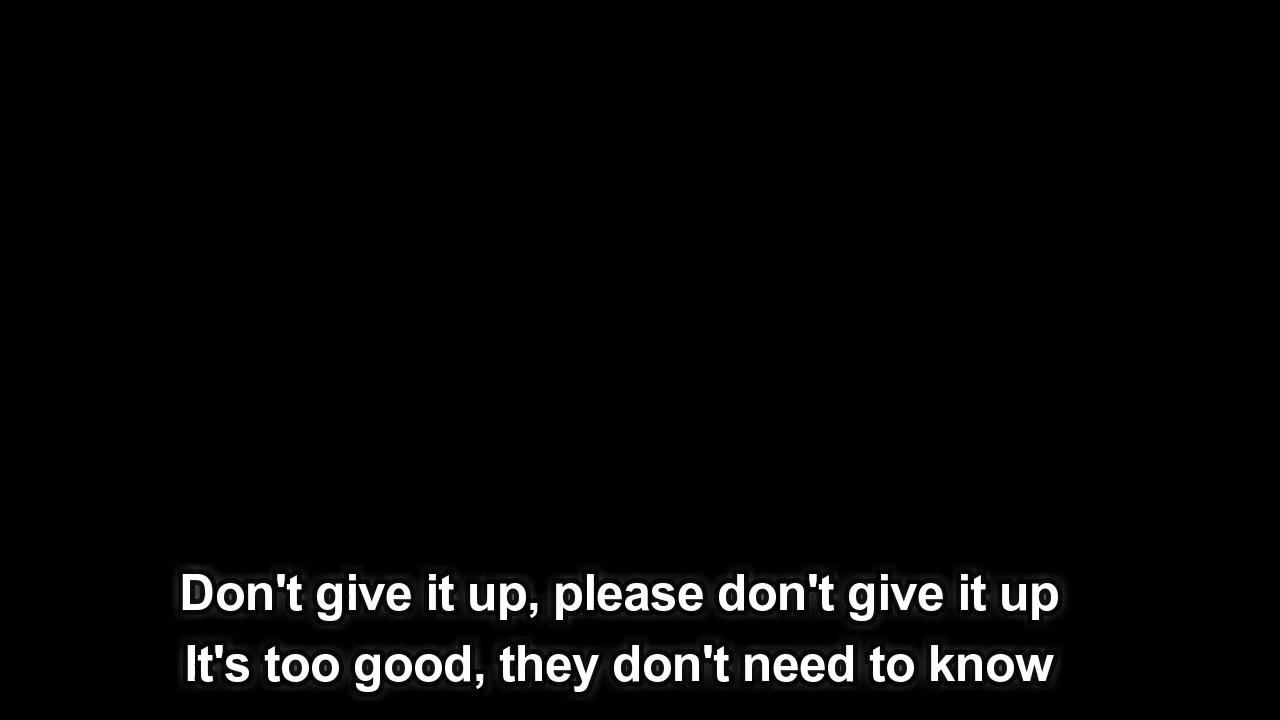 Don't give it up, please don't give it up
It's too good, they don't need to know